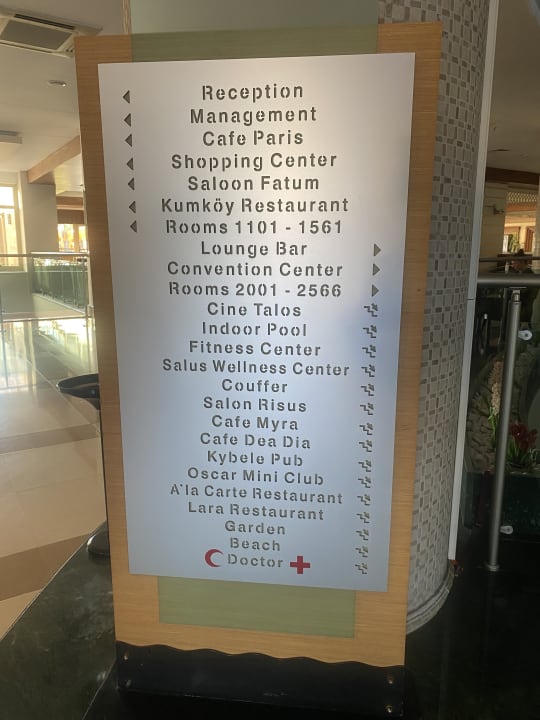 Reception
Management
Cafe Paris
Shopping Center
Saloon Fatum
Kumköy Restaurant
Rooms 1101 - 1561
Lounge Bar
Convention Center
Rooms 2001 - 2566
Cine Talos
Indoor Pool
Fitness Center
Salus Wellness Center
Couffer
Salon Risus
Cafe Myra
Cafe Dea Dia
Kybele Pub
Oscar Mini Club
A'la Carte Restaurant
Lara Restaurant
Garden
Beach
Doctor